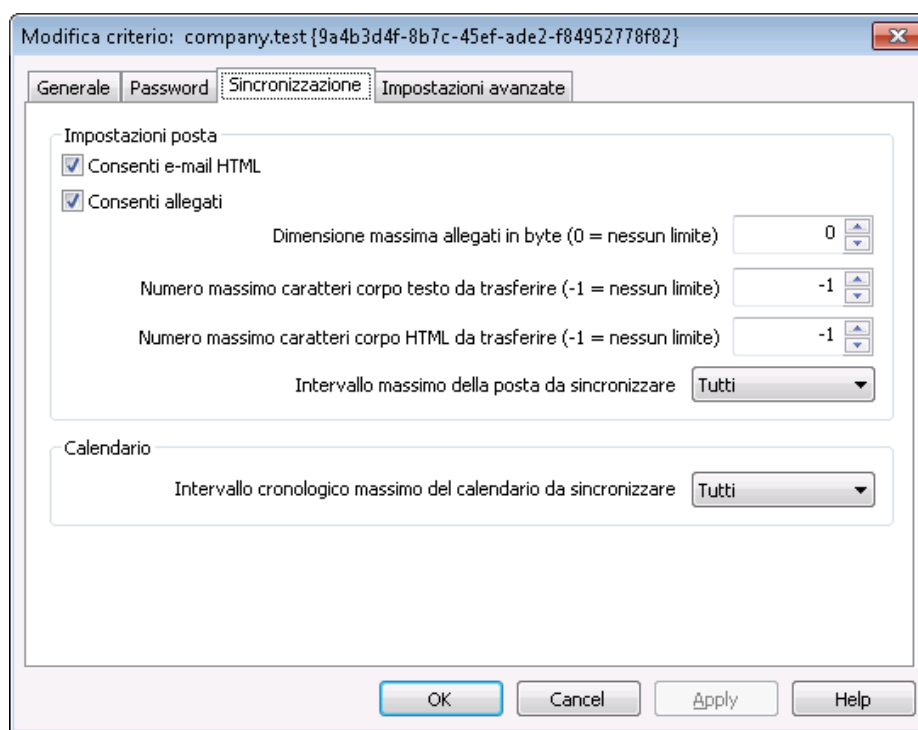 Modifica criterio: company.test {9a4b3d4f-8b7c-45ef-ade2-f84952778f82}
Generale Password Sincronizzazione Impostazioni avanzate
Impostazioni posta
Consenti e-mail HTML
Consenti allegati
Dimensione massima allegati in byte (0 = nessun limite) 0
Numero massimo caratteri corpo testo da trasferire (-1 = nessun limite) -1
Numero massimo caratteri corpo HTML da trasferire (-1 = nessun limite) -1
Intervallo massimo della posta da sincronizzare Tutti
Calendario
Intervallo cronologico massimo del calendario da sincronizzare Tutti
OK Cancel Apply Help